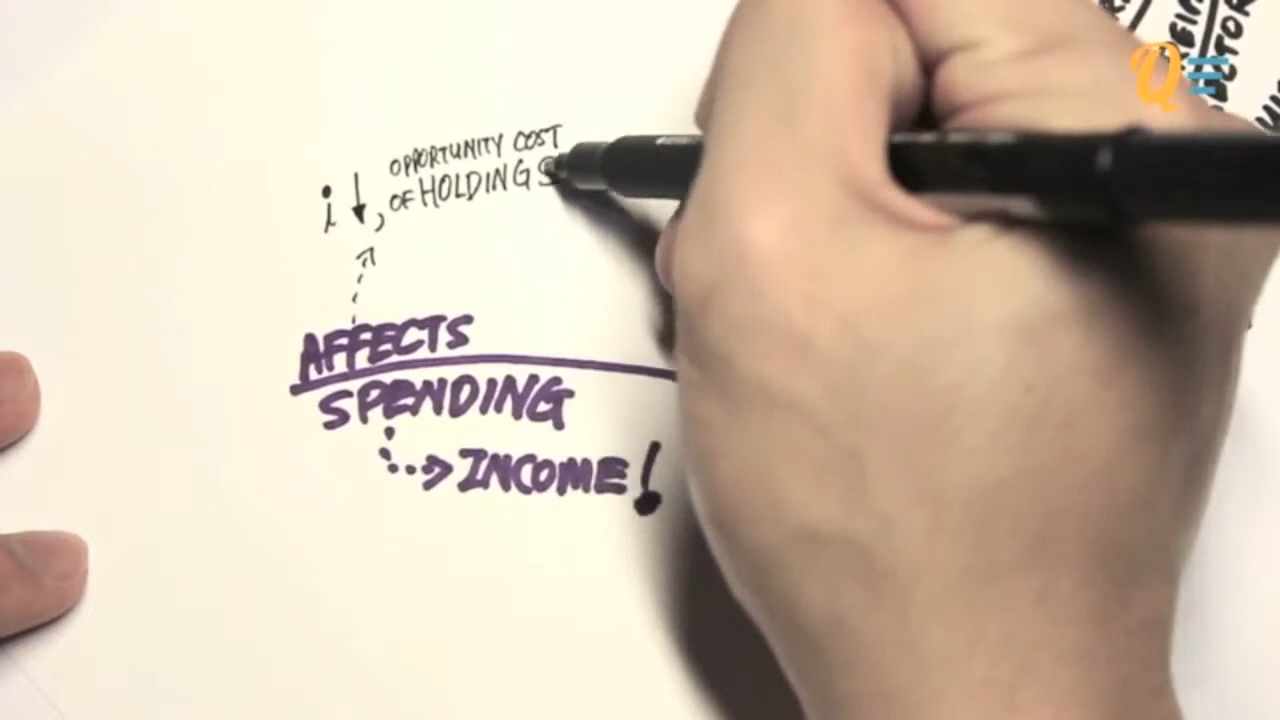 OPPORTUNITY COST
i ↓, OF HOLDING
AFFECTS
SPENDING
INCOME!